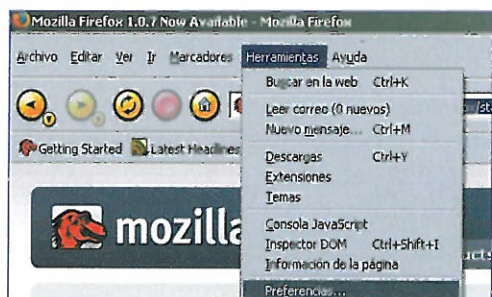 Mozilla Firefox 1.0.7 Now Available - Mozilla Firefox
Archivo Editar Ver Ir Marcadores Herramientas Ayuda
Buscar en la web Ctrl+K
Leer correo (0 nuevos)
Nuevo mensaje... Ctrl+M
Getting Started Latest Headlines
Descargas Ctrl+Y
Extensiones
Temas
mozilla
Consola JavaScript
Inspector DOM Ctrl+Shift+I
Información de la página
Preferencias...